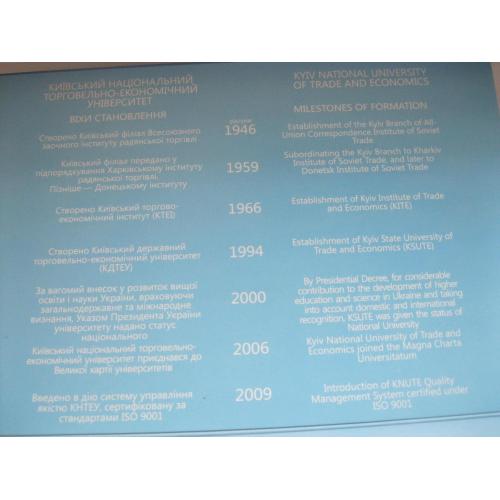 КИЇВСЬКИЙ НАЦІОНАЛЬНИЙ
ТОРГОВЕЛЬНО-ЕКОНОМІЧНИЙ
УНІВЕРСИТЕТ
ВІХИ СТАНОВЛЕННЯ
Створено Київський філіал Всесоюзного
заочного інституту радянської торгівлі
Київський філіал передано у
підпорядкування Харківському інституту
радянської торгівлі.
Пізніше — Донецькому інституту
Створено Київський торгово-
економічний інститут (КТЕІ)
Створено Київський державний
торговельно-економічний університет
(КДТЕУ)
За вагомий внесок у розвиток вищої
освіти і науки України, враховуючи
загальнодержавне та міжнародне
визнання, Указом Президента України
університету надано статус
національного
Київський національний торговельно-
економічний університет приєднався до
Великої хартії університетів
Введено в дію систему управління
якістю КНТЕУ, сертифіковану за
стандартами ISO 9001
1946
1959
1966
1994
2000
2006
2009
KYIV NATIONAL UNIVERSITY
OF TRADE AND ECONOMICS
MILESTONES OF FORMATION
Establishment of the Kyiv Branch of All-
Union Correspondence Institute of Soviet
Trade
Subordinating the Kyiv Branch to Kharkiv
Institute of Soviet Trade, and later to
Donetsk Institute of Soviet Trade
Establishment of Kyiv Institute of Trade
and Economics (KITE)
Establishment of Kyiv State University of
Trade and Economics (KSUTE)
By Presidential Decree, for considerable
contribution to the development of higher
education and science in Ukraine and taking
into account domestic and international
recognition, KSUTE was given the status of
National University
Kyiv National University of Trade and
Economics joined the Magna Charta
Universitatum
Introduction of KNUTE Quality
Management System certified under
ISO 9001